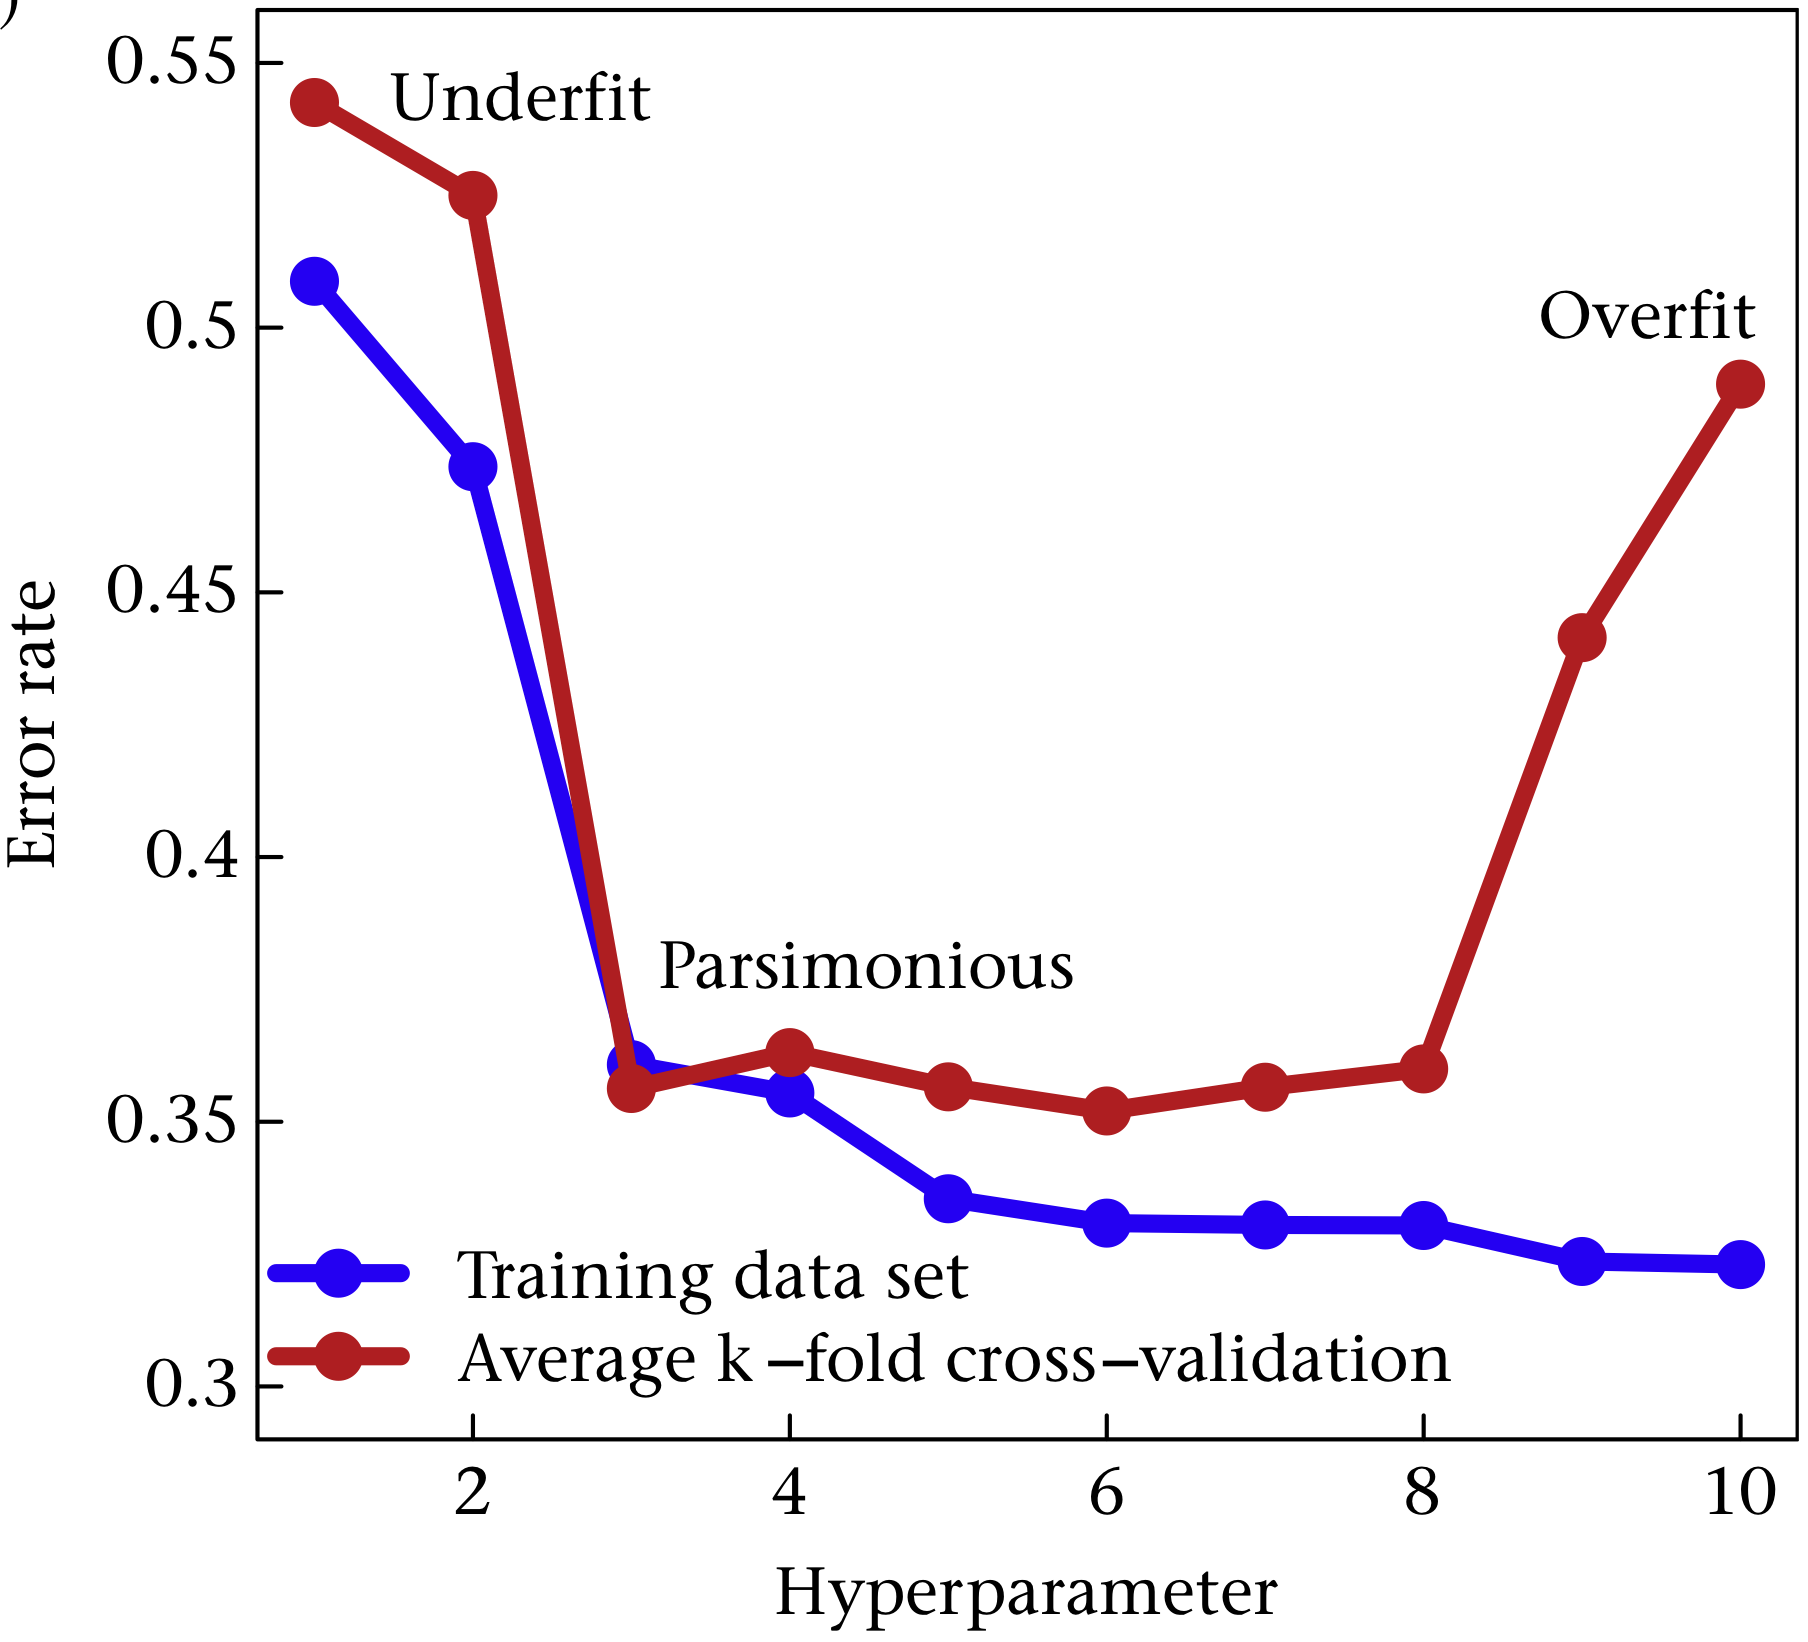 )
0.55
Underfit
Overfit
0.5
0.45
Error rate
0.4
Parsimonious
0.35
Training data set
Average k –fold cross–validation
0.3
2 4 6 8 10
Hyperparameter